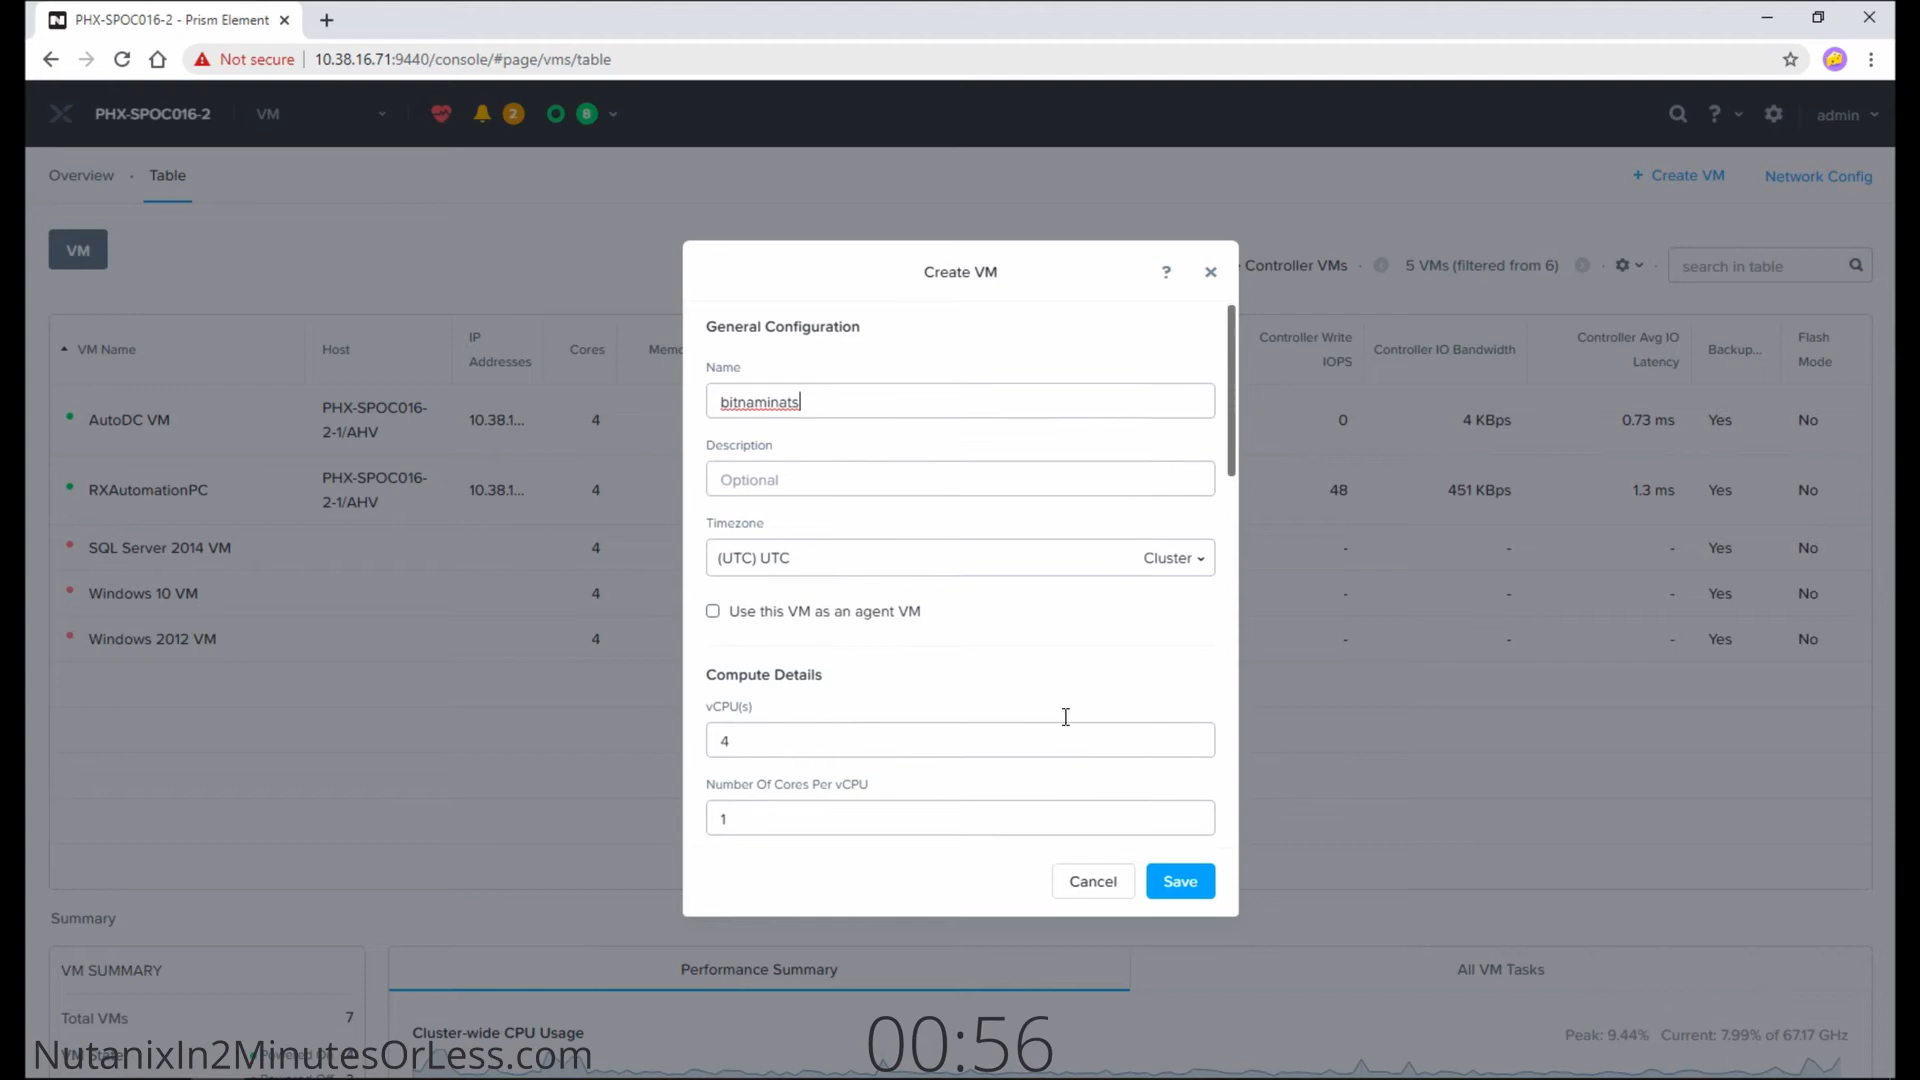 PHX-SPOC016-2 - Prism Element
Not secure
10.38.16.71:9440/console/#page/vms/table
PHX-SPOC016-2
VM
2
8
?
admin
Overview · Table
+ Create VM
Network Config
VM
Controller VMs · 5 VMs (filtered from 6) ·
search in table
VM Name
Host
IP Addresses
Cores
Memo
Controller Write IOPS
Controller IO Bandwidth
Controller Avg IO Latency
Backup...
Flash Mode
AutoDC VM
PHX-SPOC016-2-1/AHV
10.38.1...
4
0
4 KBps
0.73 ms
Yes
No
RXAutomationPC
PHX-SPOC016-2-1/AHV
10.38.1...
4
48
451 KBps
1.3 ms
Yes
No
SQL Server 2014 VM
4
-
-
-
Yes
No
Windows 10 VM
4
-
-
-
Yes
No
Windows 2012 VM
4
-
-
-
Yes
No
Create VM
?
General Configuration
Name
bitnaminats
Description
Optional
Timezone
(UTC) UTC
Cluster
Use this VM as an agent VM
Compute Details
vCPU(s)
4
Number Of Cores Per vCPU
1
Cancel
Save
Summary
VM SUMMARY
Total VMs
7
Performance Summary
All VM Tasks
Cluster-wide CPU Usage
Peak: 9.44% Current: 7.99% of 67.17 GHz
NutanixIn2MinutesOrLess.com
00:56